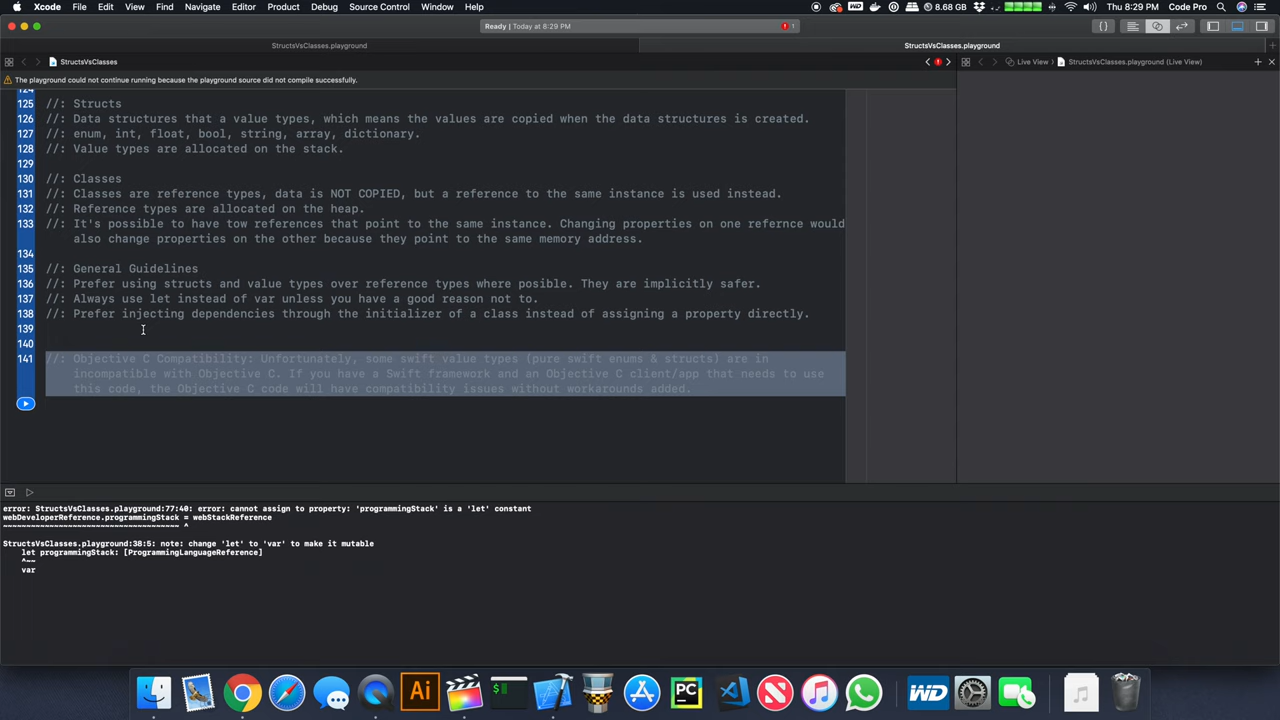 Xcode File Edit View Find Navigate Editor Product Debug Source Control Window Help
8.68 GB Thu 8:29 PM Code Pro
Ready | Today at 8:29 PM 1
StructsVsClasses.playground StructsVsClasses.playground
StructsVsClasses Live View StructsVsClasses.playground (Live View)
The playground could not continue running because the playground source did not compile successfully.
124
125 //: Structs
126 //: Data structures that a value types, which means the values are copied when the data structures is created.
127 //: enum, int, float, bool, string, array, dictionary.
128 //: Value types are allocated on the stack.
129
130 //: Classes
131 //: Classes are reference types, data is NOT COPIED, but a reference to the same instance is used instead.
132 //: Reference types are allocated on the heap.
133 //: It's possible to have tow references that point to the same instance. Changing properties on one refernce would
also change properties on the other because they point to the same memory address.
134
135 //: General Guidelines
136 //: Prefer using structs and value types over reference types where posible. They are implicitly safer.
137 //: Always use let instead of var unless you have a good reason not to.
138 //: Prefer injecting dependencies through the initializer of a class instead of assigning a property directly.
139
140
141 //: Objective C Compatibility: Unfortunately, some swift value types (pure swift enums & structs) are in
incompatible with Objective C. If you have a Swift framework and an Objective C client/app that needs to use
this code, the Objective C code will have compatibility issues without workarounds added.
error: StructsVsClasses.playground:77:40: error: cannot assign to property: 'programmingStack' is a 'let' constant
webDeveloperReference.programmingStack = webStackReference
~~~~~~~~~~~~~~~~~~~~~~~~~~~~~~~~~~~~~~ ^
StructsVsClasses.playground:38:5: note: change 'let' to 'var' to make it mutable
let programmingStack: [ProgrammingLanguageReference]
^~~
var
Ai PC WD